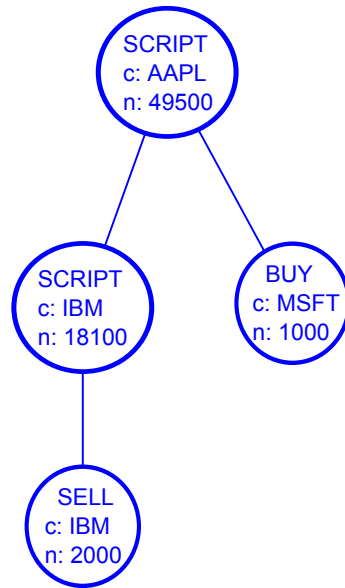 SCRIPT
c: AAPL
n: 49500
SCRIPT
c: IBM
n: 18100
BUY
c: MSFT
n: 1000
SELL
c: IBM
n: 2000